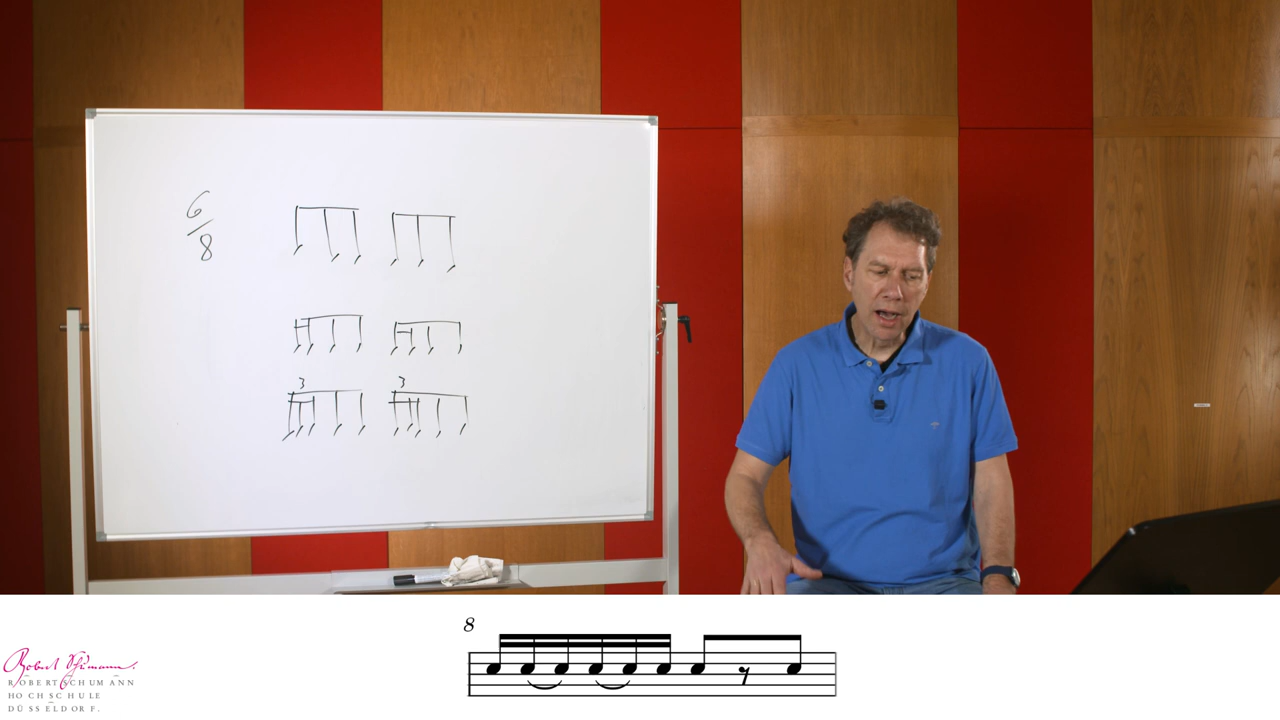 6
8
3 3
8
Robert Schumann.
ROBERT SCHUMANN
HOCHSCHULE
DÜSSELDORF.